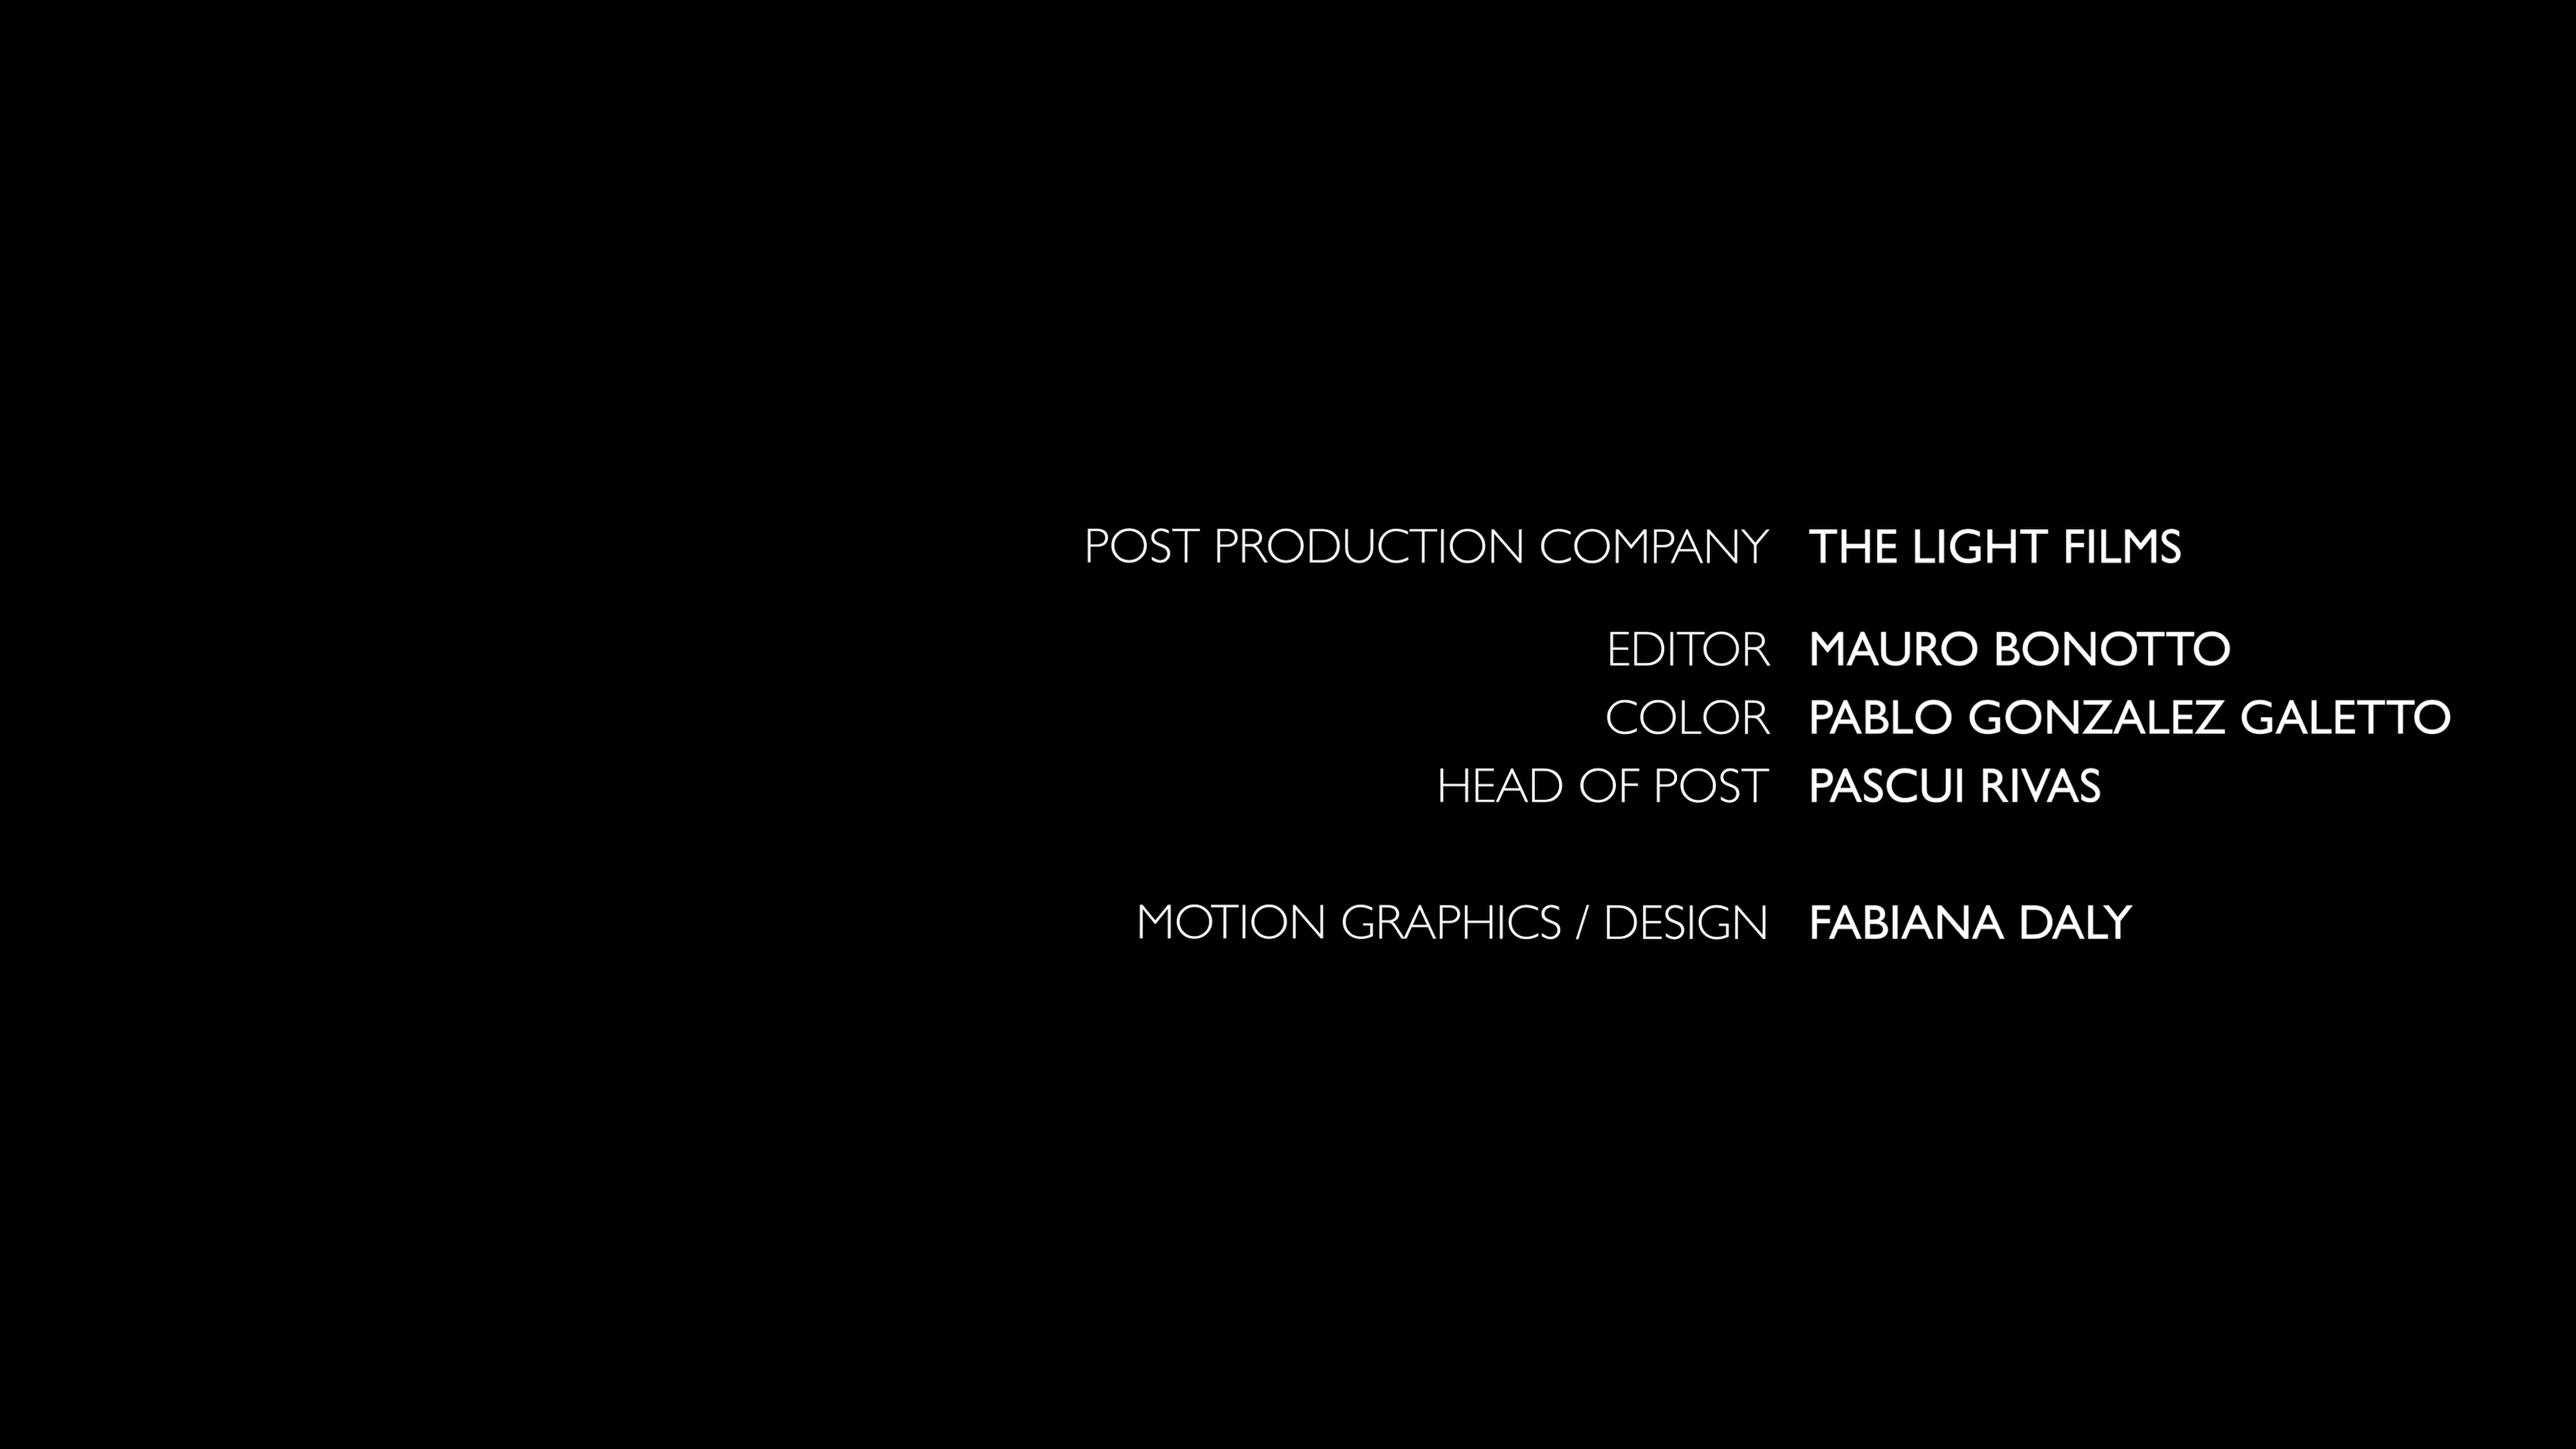 POST PRODUCTION COMPANY THE LIGHT FILMS
EDITOR MAURO BONOTTO
COLOR PABLO GONZALEZ GALETTO
HEAD OF POST PASCUI RIVAS
MOTION GRAPHICS / DESIGN FABIANA DALY